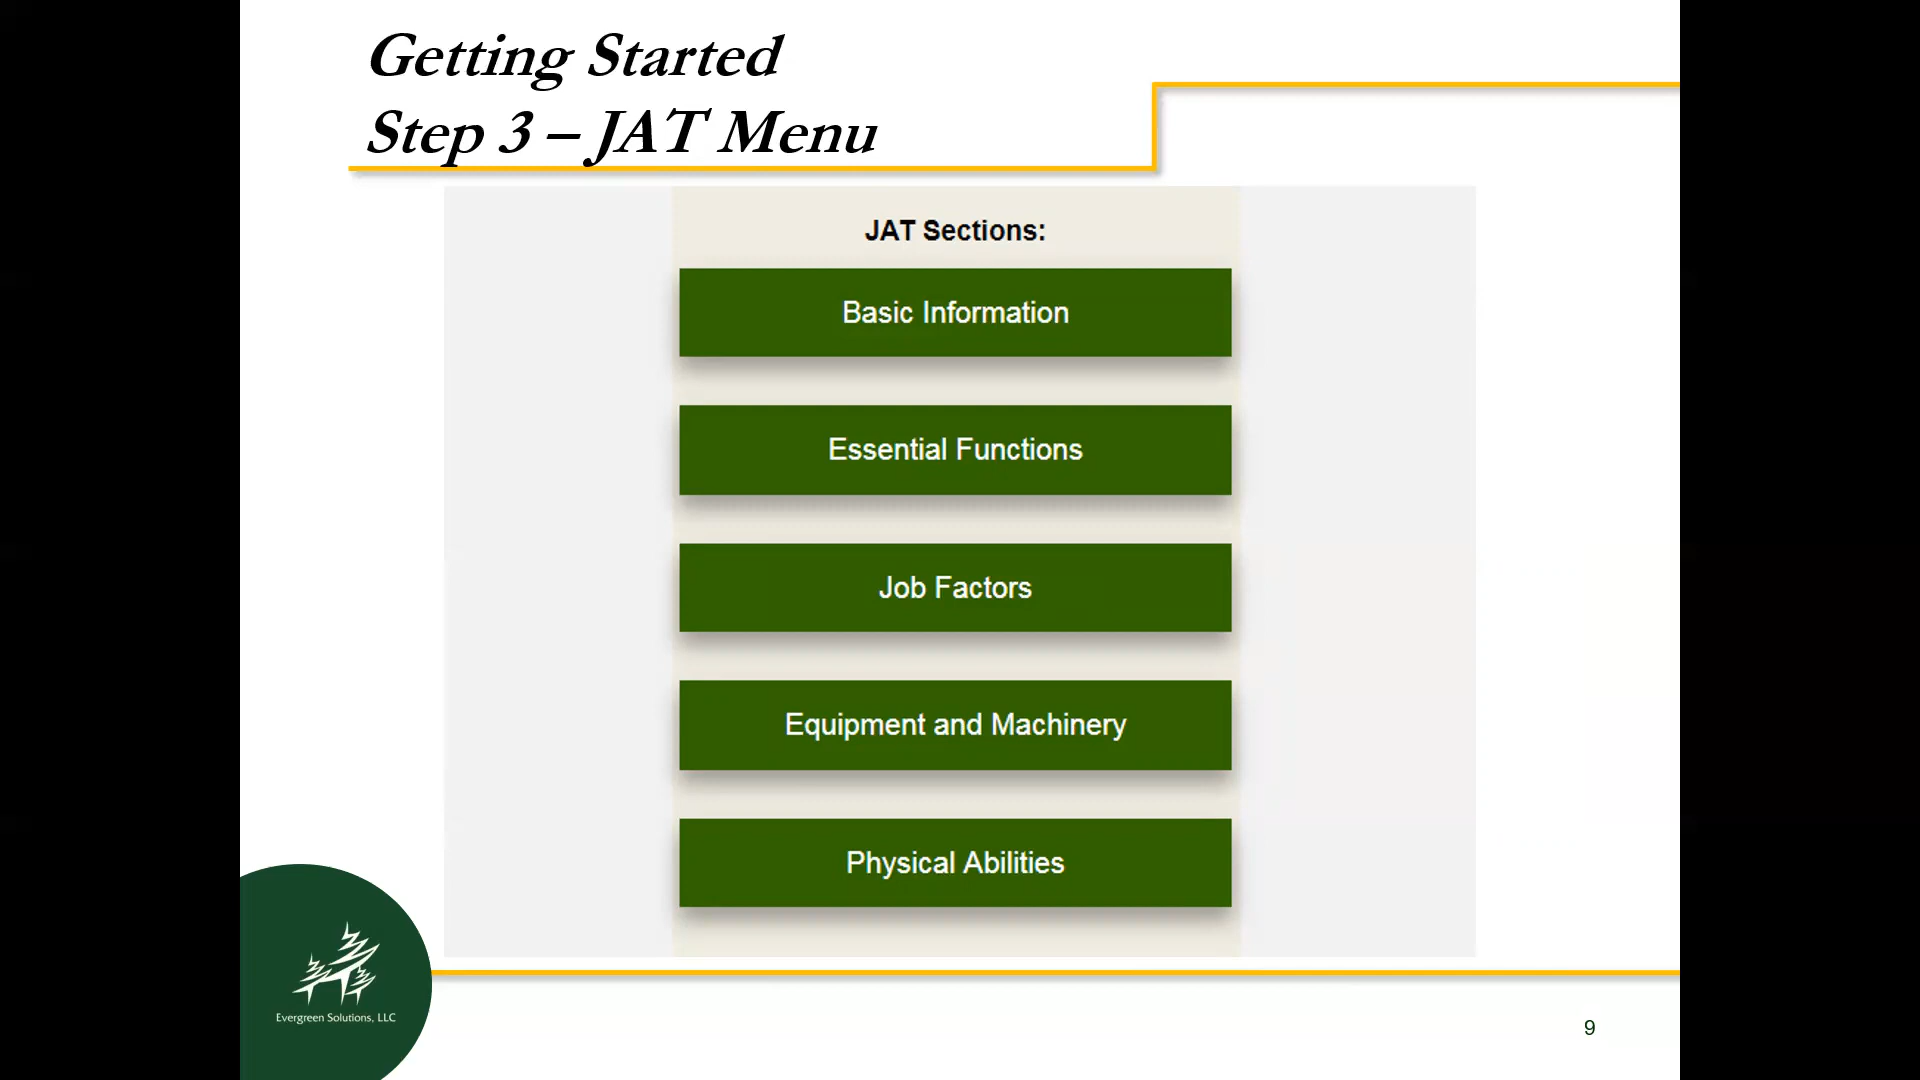 Getting Started
Step 3 – JAT Menu
JAT Sections:
Basic Information
Essential Functions
Job Factors
Equipment and Machinery
Physical Abilities
Evergreen Solutions, LLC
9